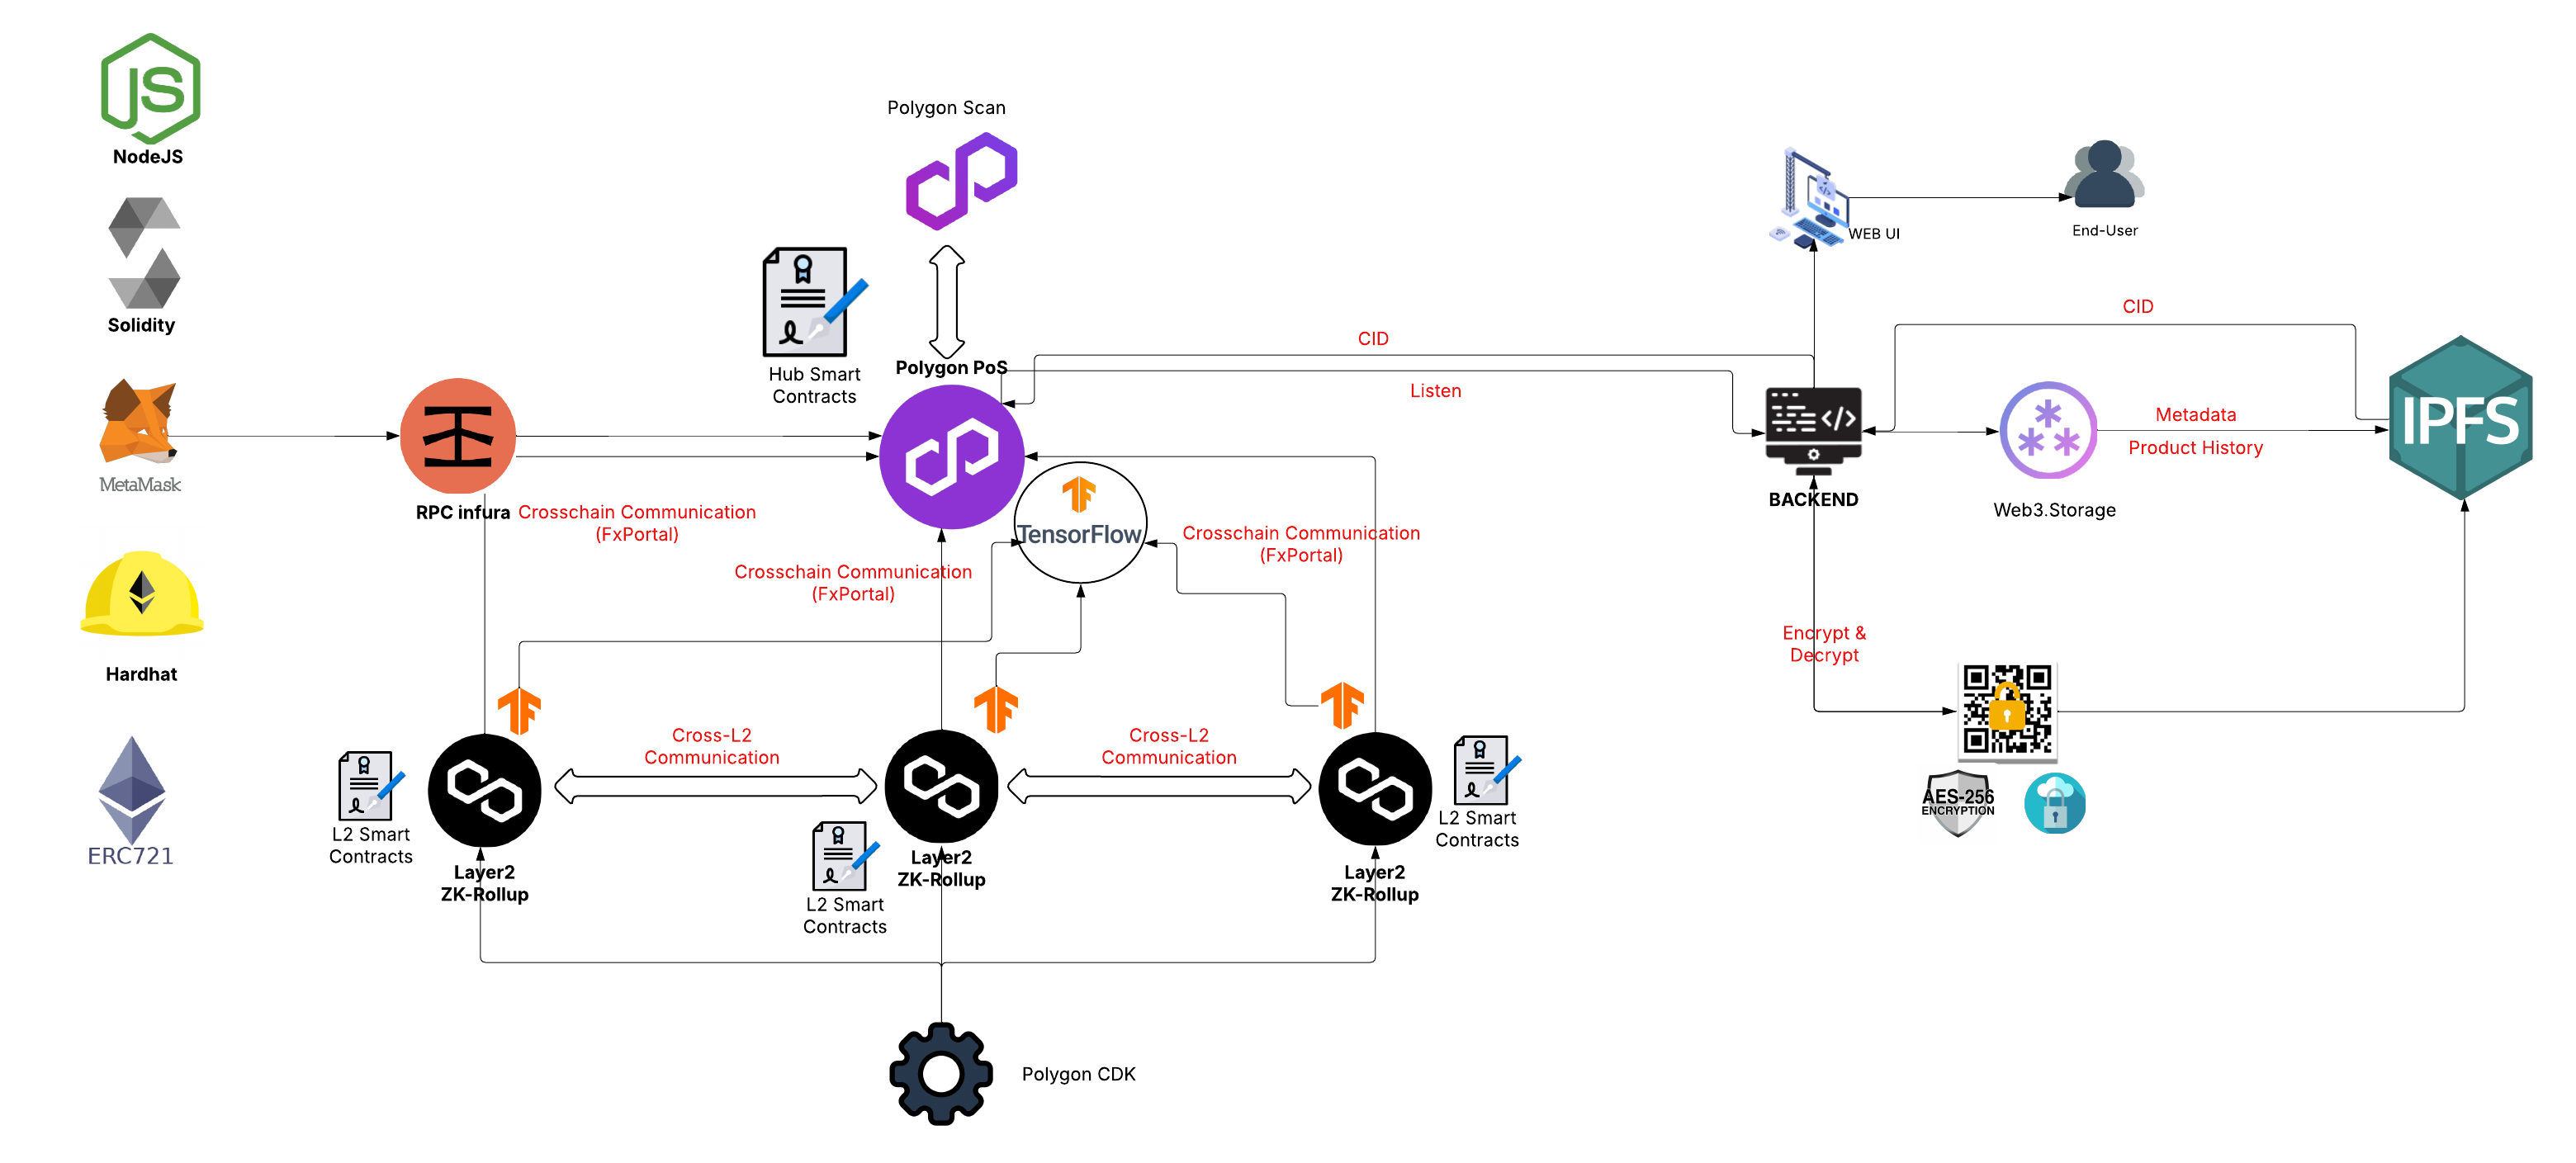 JS
NodeJS
Solidity
MetaMask
Hardhat
ERC721
Polygon Scan
Hub Smart
Contracts
Polygon PoS
RPC infura
Crosschain Communication
(FxPortal)
Crosschain Communication
(FxPortal)
TensorFlow
Crosschain Communication
(FxPortal)
Cross-L2
Communication
Cross-L2
Communication
L2 Smart
Contracts
Layer2
ZK-Rollup
L2 Smart
Contracts
Layer2
ZK-Rollup
Layer2
ZK-Rollup
L2 Smart
Contracts
Polygon CDK
CID
Listen
WEB UI
End-User
CID
BACKEND
Web3.Storage
Metadata
Product History
IPFS
Encrypt &
Decrypt
AES-256
ENCRYPTION